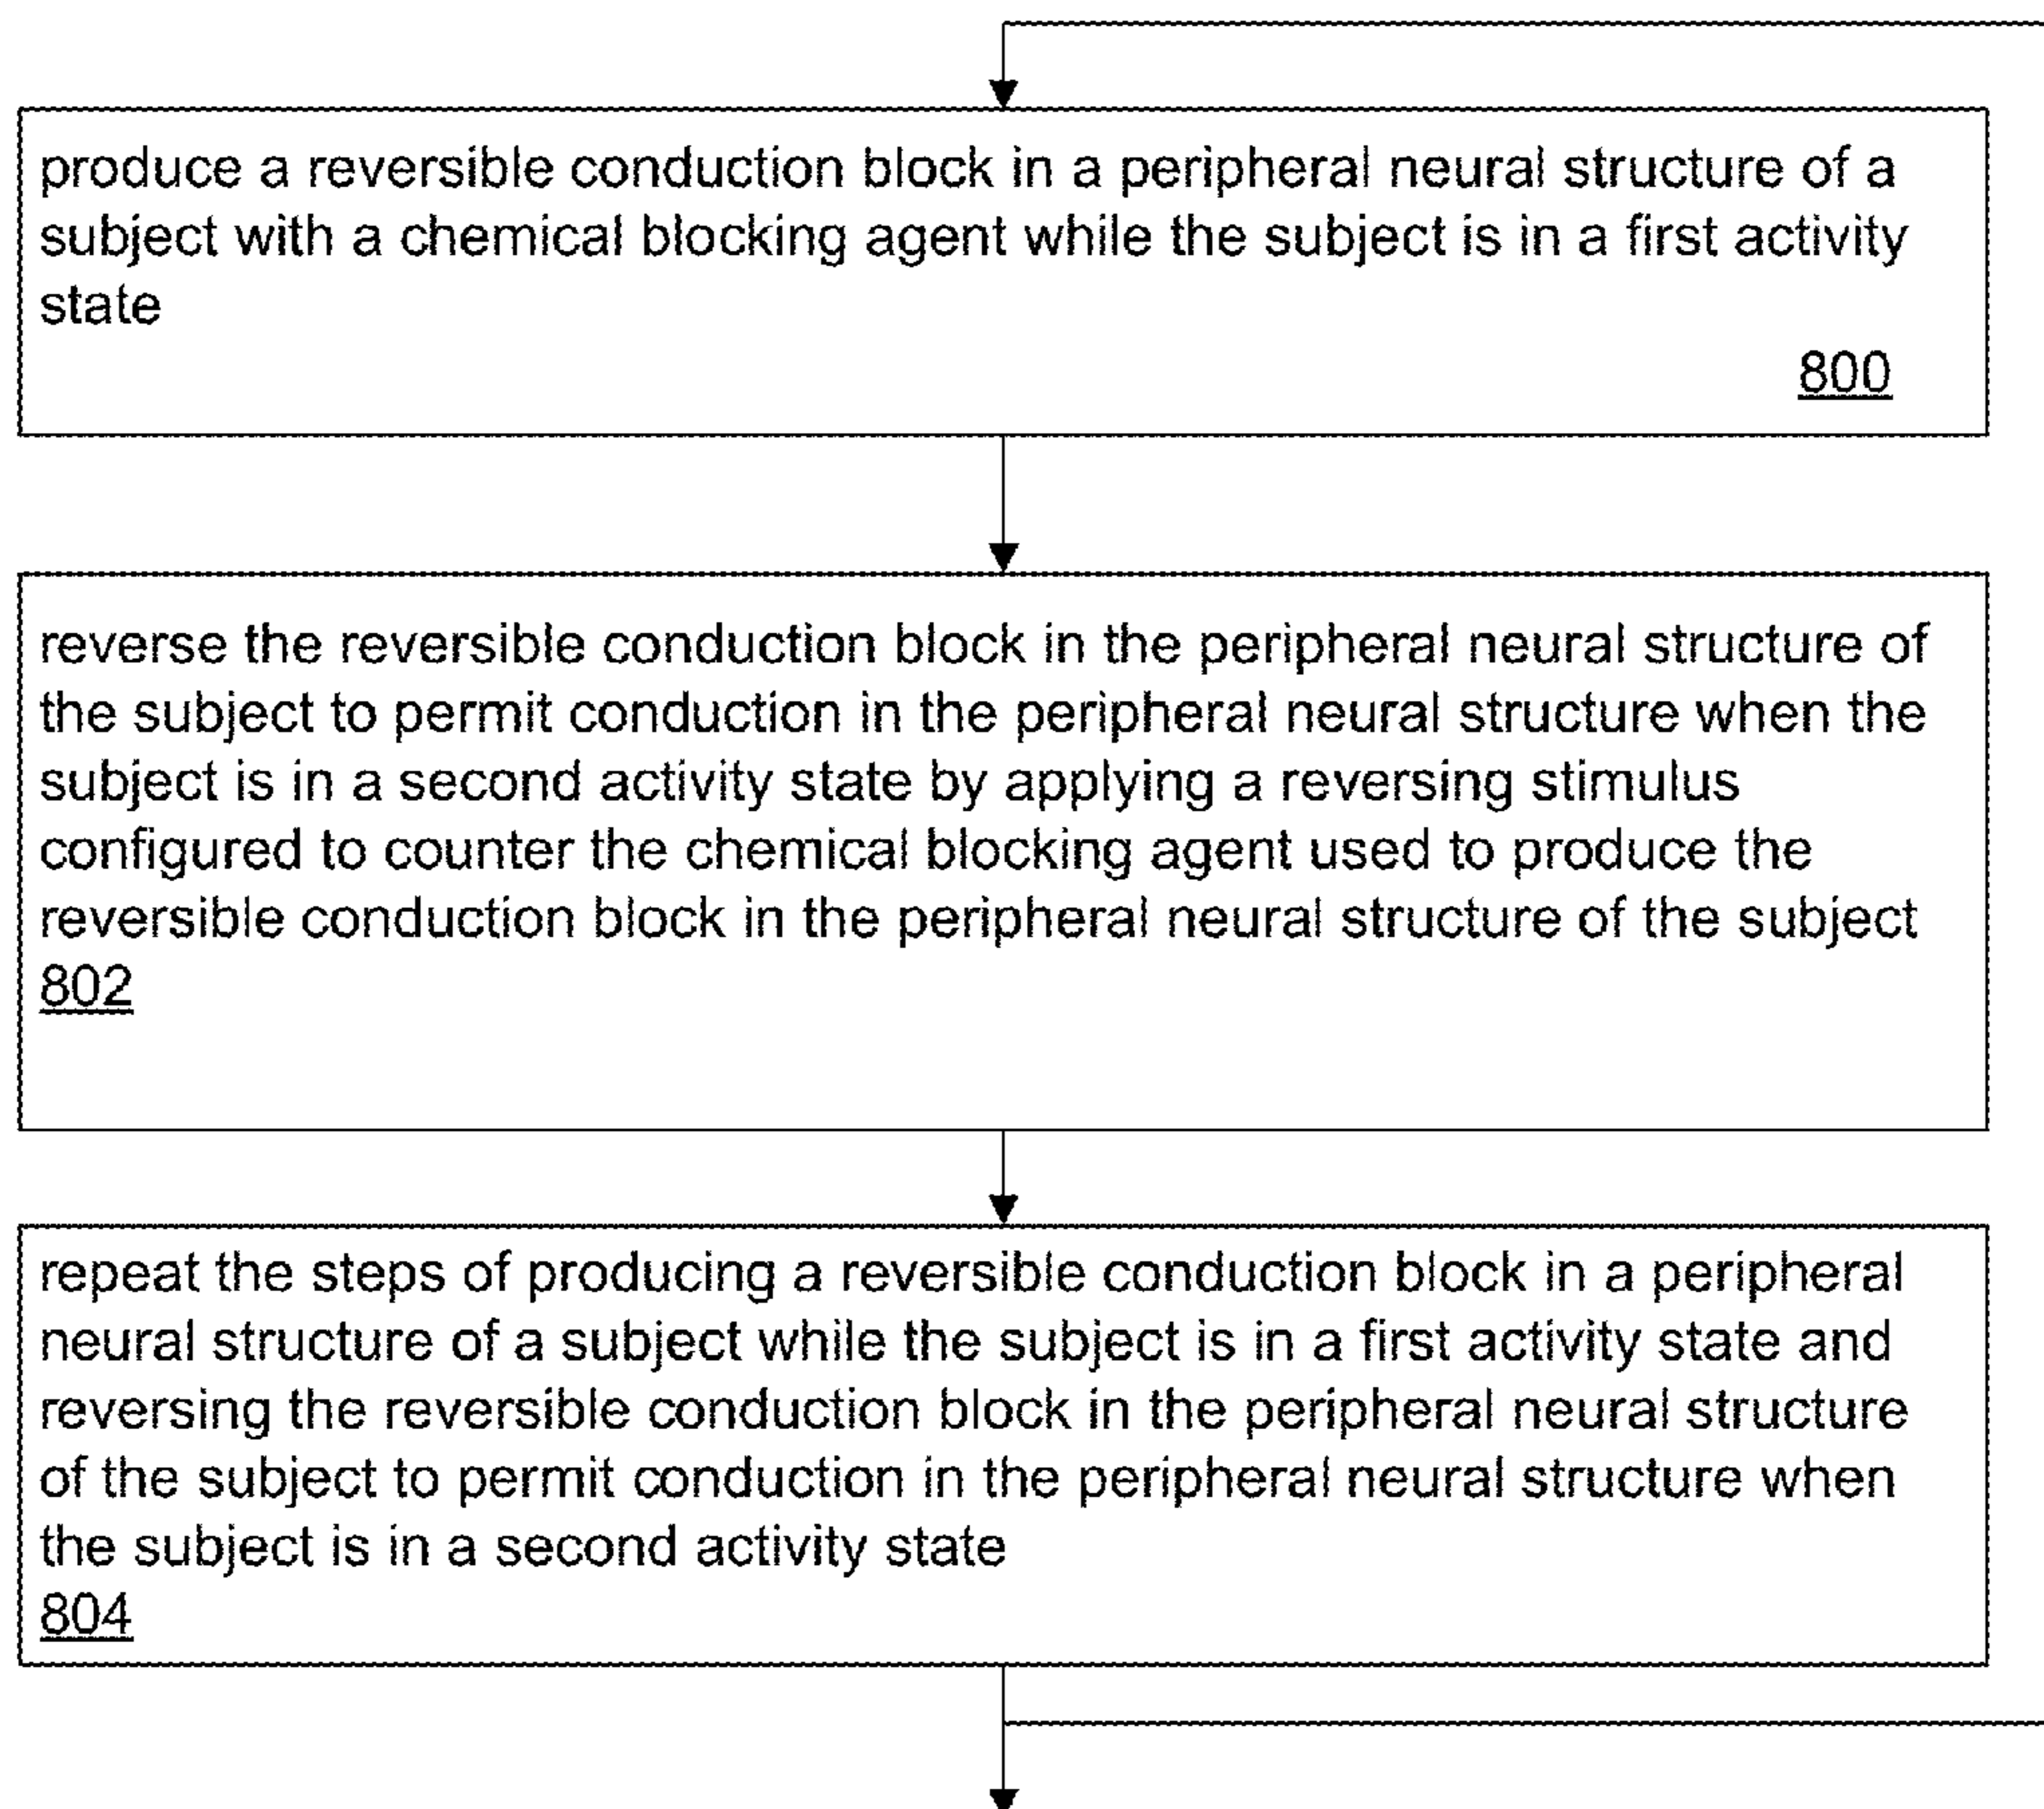 produce a reversible conduction block in a peripheral neural structure of a
subject with a chemical blocking agent while the subject is in a first activity
state
800
reverse the reversible conduction block in the peripheral neural structure of
the subject to permit conduction in the peripheral neural structure when the
subject is in a second activity state by applying a reversing stimulus
configured to counter the chemical blocking agent used to produce the
reversible conduction block in the peripheral neural structure of the subject
802
repeat the steps of producing a reversible conduction block in a peripheral
neural structure of a subject while the subject is in a first activity state and
reversing the reversible conduction block in the peripheral neural structure
of the subject to permit conduction in the peripheral neural structure when
the subject is in a second activity state
804